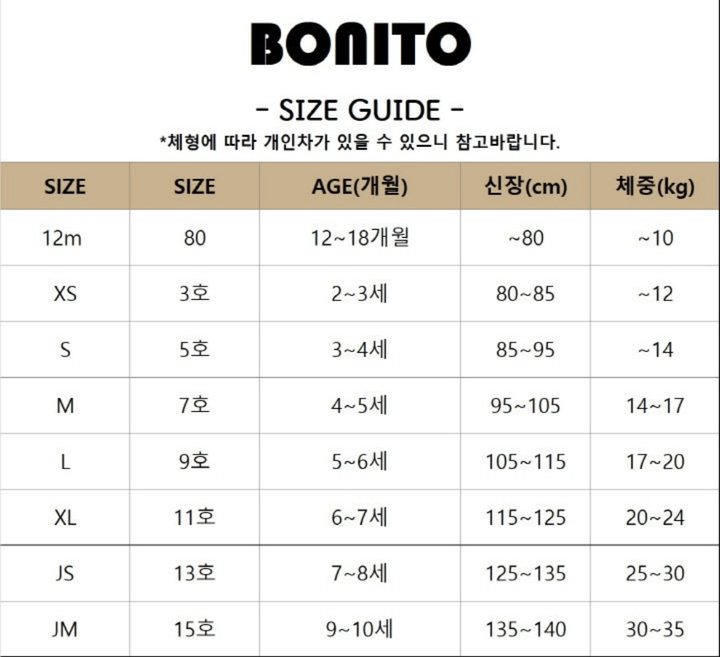 BONITO
- SIZE GUIDE -
*체형에 따라 개인차가 있을 수 있으니 참고바랍니다.
SIZE SIZE AGE(개월) 신장(cm) 체중(kg)
12m 80 12~18개월 ~80 ~10
XS 3호 2~3세 80~85 ~12
S 5호 3~4세 85~95 ~14
M 7호 4~5세 95~105 14~17
L 9호 5~6세 105~115 17~20
XL 11호 6~7세 115~125 20~24
JS 13호 7~8세 125~135 25~30
JM 15호 9~10세 135~140 30~35